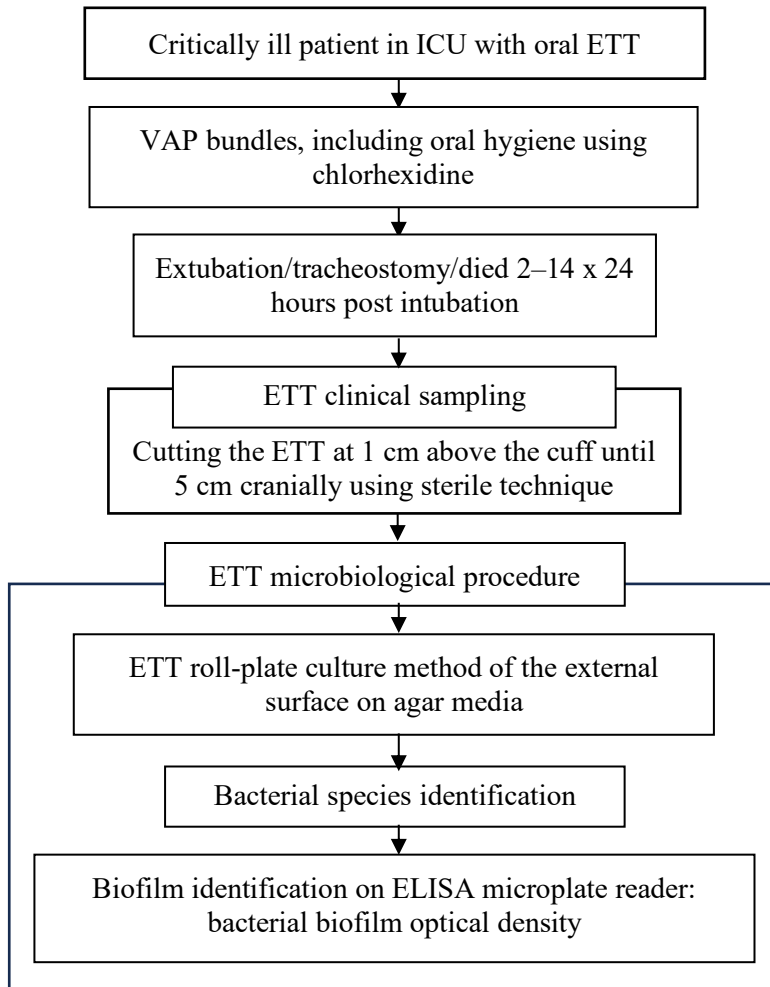 Critically ill patient in ICU with oral ETT
VAP bundles, including oral hygiene using
chlorhexidine
Extubation/tracheostomy/died 2–14 x 24
hours post intubation
ETT clinical sampling
Cutting the ETT at 1 cm above the cuff until
5 cm cranially using sterile technique
ETT microbiological procedure
ETT roll-plate culture method of the external
surface on agar media
Bacterial species identification
Biofilm identification on ELISA microplate reader:
bacterial biofilm optical density